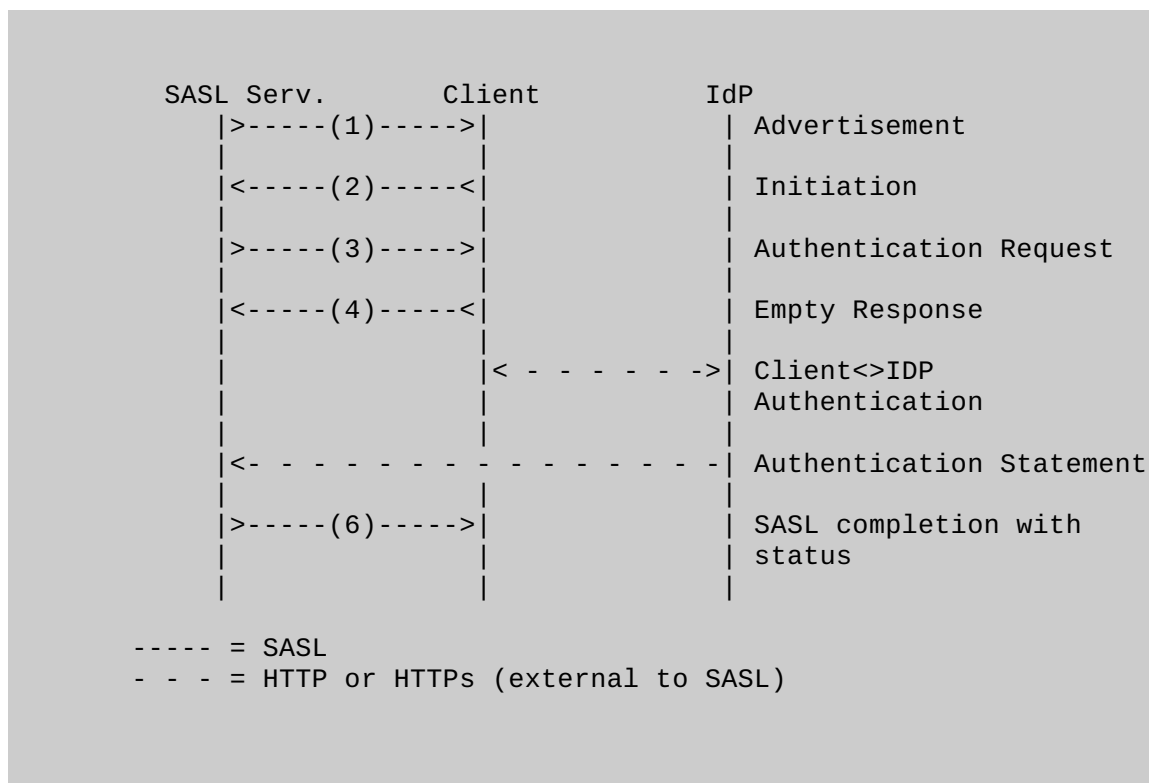 SASL Serv.       Client          IdP
|>-----(1)----->|               | Advertisement
|               |               |
|<-----(2)-----<|               | Initiation
|               |               |
|>-----(3)----->|               | Authentication Request
|               |               |
|<-----(4)-----<|               | Empty Response
|               |               |
|               |< - - - - - ->| Client<>IDP
|               |               | Authentication
|               |               |
|<- - - - - - - - - - - - - - -| Authentication Statement
|               |               |
|>-----(6)----->|               | SASL completion with
|               |               | status
|               |               |
----- = SASL
- - - = HTTP or HTTPs (external to SASL)